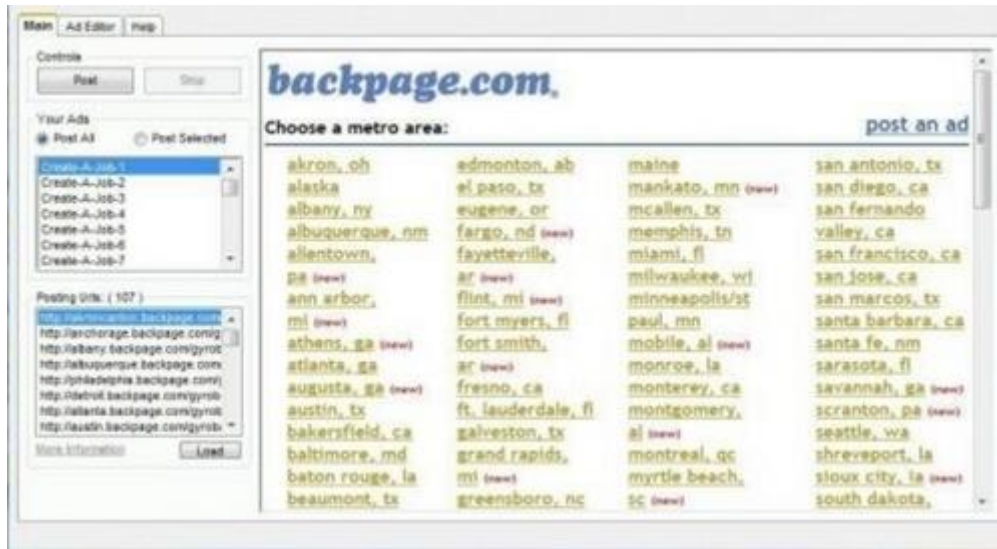 Main Ad Editor Help
Controls
Post Stop
Your Ads
Post All Post Selected
Create-A-Job-1
Create-A-Job-2
Create-A-Job-3
Create-A-Job-4
Create-A-Job-5
Create-A-Job-6
Create-A-Job-7
Posting Urls: ( 107 )
http://anchorage.backpage.com/g
http://albany.backpage.com/gyrob
http://albuquerque.backpage.com
http://philadelphia.backpage.com/
http://detroit.backpage.com/gyrob
http://atlanta.backpage.com/gyrob
http://austin.backpage.com/gyrob
More Information Load
backpage.com
Choose a metro area: post an ad
akron, oh
alaska
albany, ny
albuquerque, nm
allentown,
pa (new)
ann arbor,
mi (new)
athens, ga (new)
atlanta, ga
augusta, ga (new)
austin, tx
bakersfield, ca
baltimore, md
baton rouge, la
beaumont, tx
edmonton, ab
el paso, tx
eugene, or
fargo, nd (new)
fayetteville,
ar (new)
flint, mi (new)
fort myers, fl
fort smith,
ar (new)
fresno, ca
ft. lauderdale, fl
galveston, tx
grand rapids,
mi (new)
greensboro, nc
maine
mankato, mn (new)
mcallen, tx
memphis, tn
miami, fl
milwaukee, wi
minneapolis/st
paul, mn
mobile, al (new)
monroe, la
monterey, ca
montgomery,
al (new)
montreal, qc
myrtle beach,
sc (new)
san antonio, tx
san diego, ca
san fernando
valley, ca
san francisco, ca
san jose, ca
san marcos, tx
santa barbara, ca
santa fe, nm
sarasota, fl
savannah, ga (new)
scranton, pa (new)
seattle, wa
shreveport, la
sioux city, ia (new)
south dakota,